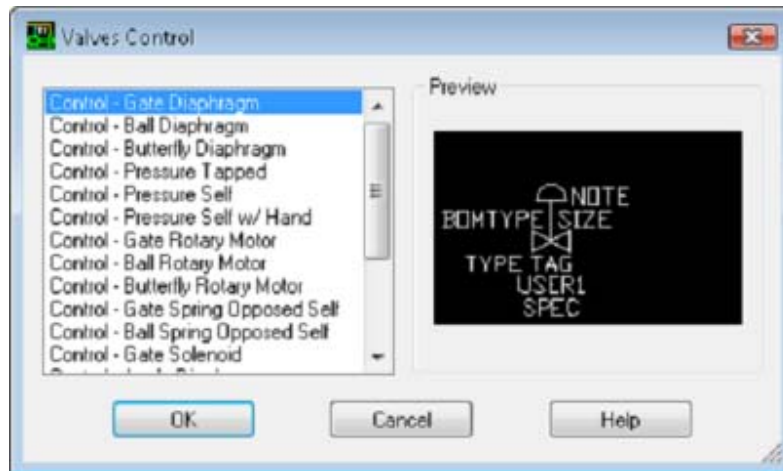 Valves Control
Control - Gate Diaphragm
Control - Ball Diaphragm
Control - Butterfly Diaphragm
Control - Pressure Tapped
Control - Pressure Self
Control - Pressure Self w/ Hand
Control - Gate Rotary Motor
Control - Ball Rotary Motor
Control - Butterfly Rotary Motor
Control - Gate Spring Opposed Self
Control - Ball Spring Opposed Self
Control - Gate Solenoid
Preview
NOTE
BOMTYPE SIZE
TYPE TAG
USER1
SPEC
OK
Cancel
Help